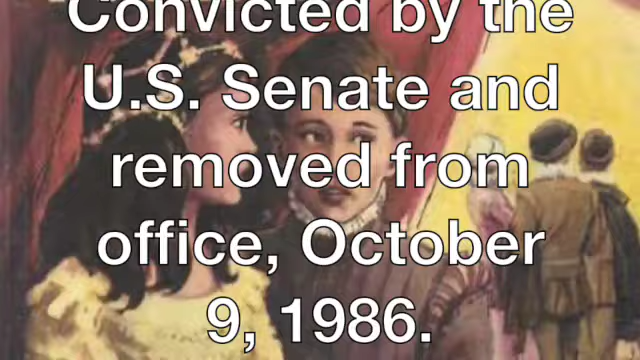 Convicted by the
U.S. Senate and
removed from
office, October
9, 1986.